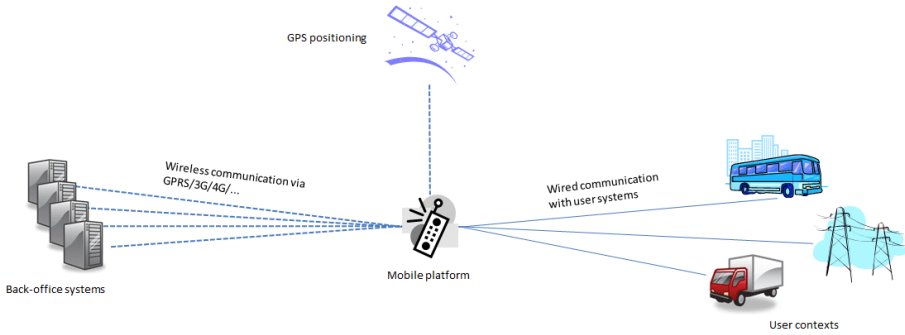 GPS positioning
Wireless communication via
GPRS/3G/4G/...
Wired communication
with user systems
Mobile platform
Back-office systems
User contexts